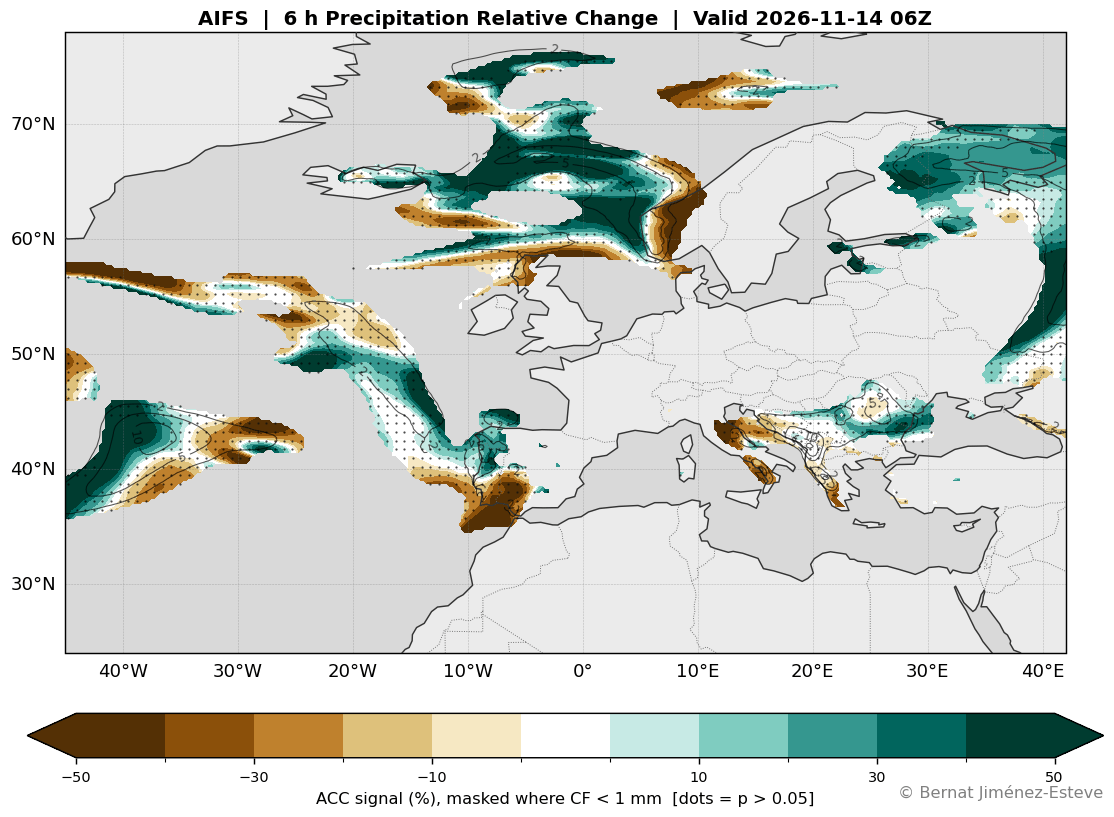 AIFS | 6 h Precipitation Relative Change | Valid 2026-11-14 06Z
70°N
60°N
50°N
40°N
30°N
40°W 30°W 20°W 10°W 0° 10°E 20°E 30°E 40°E
−50 −30 −10 10 30 50
ACC signal (%), masked where CF < 1 mm [dots = p > 0.05]
© Bernat Jiménez-Esteve